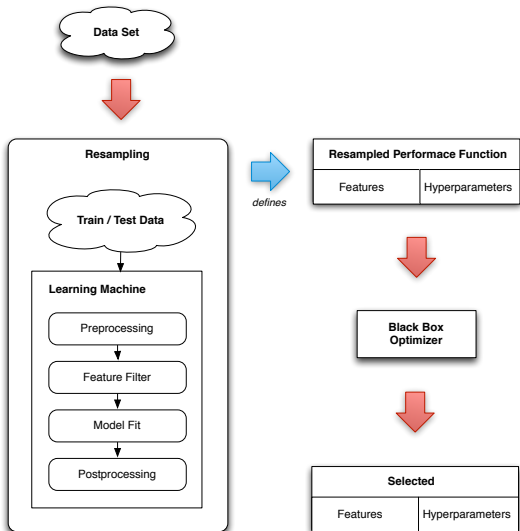 Data Set
Resampling
Train / Test Data
Learning Machine
Preprocessing
Feature Filter
Model Fit
Postprocessing
defines
Resampled Performace Function
Features
Hyperparameters
Black Box
Optimizer
Selected
Features
Hyperparameters